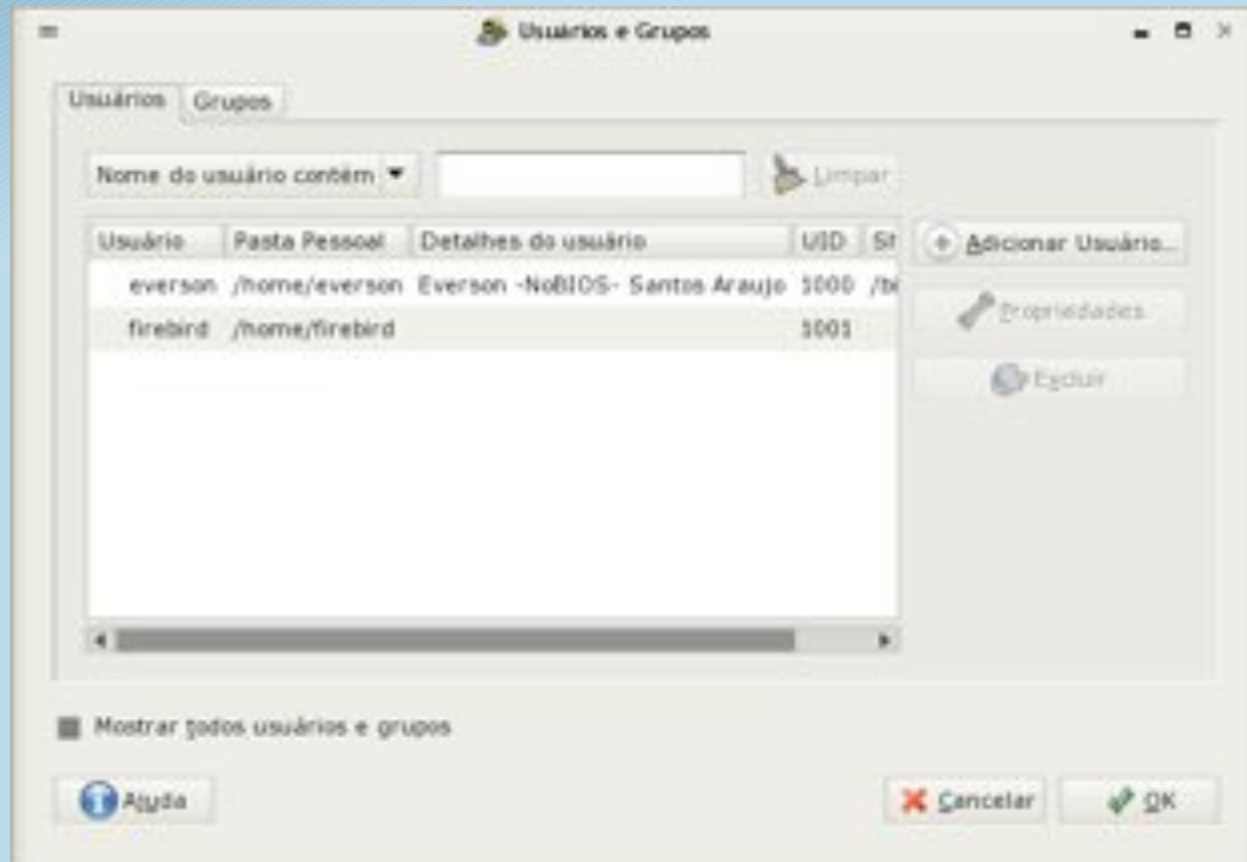 Usuários e Grupos
Usuários Grupos
Nome do usuário contém Limpar
Usuário Pasta Pessoal Detalhes do usuário UID Sh Adicionar Usuário...
everson /home/everson Everson -NoBIOS- Santos Araujo 1000 /bi
Propriedades
firebird /home/firebird 1001
Excluir
Mostrar todos usuários e grupos
Ajuda Cancelar OK